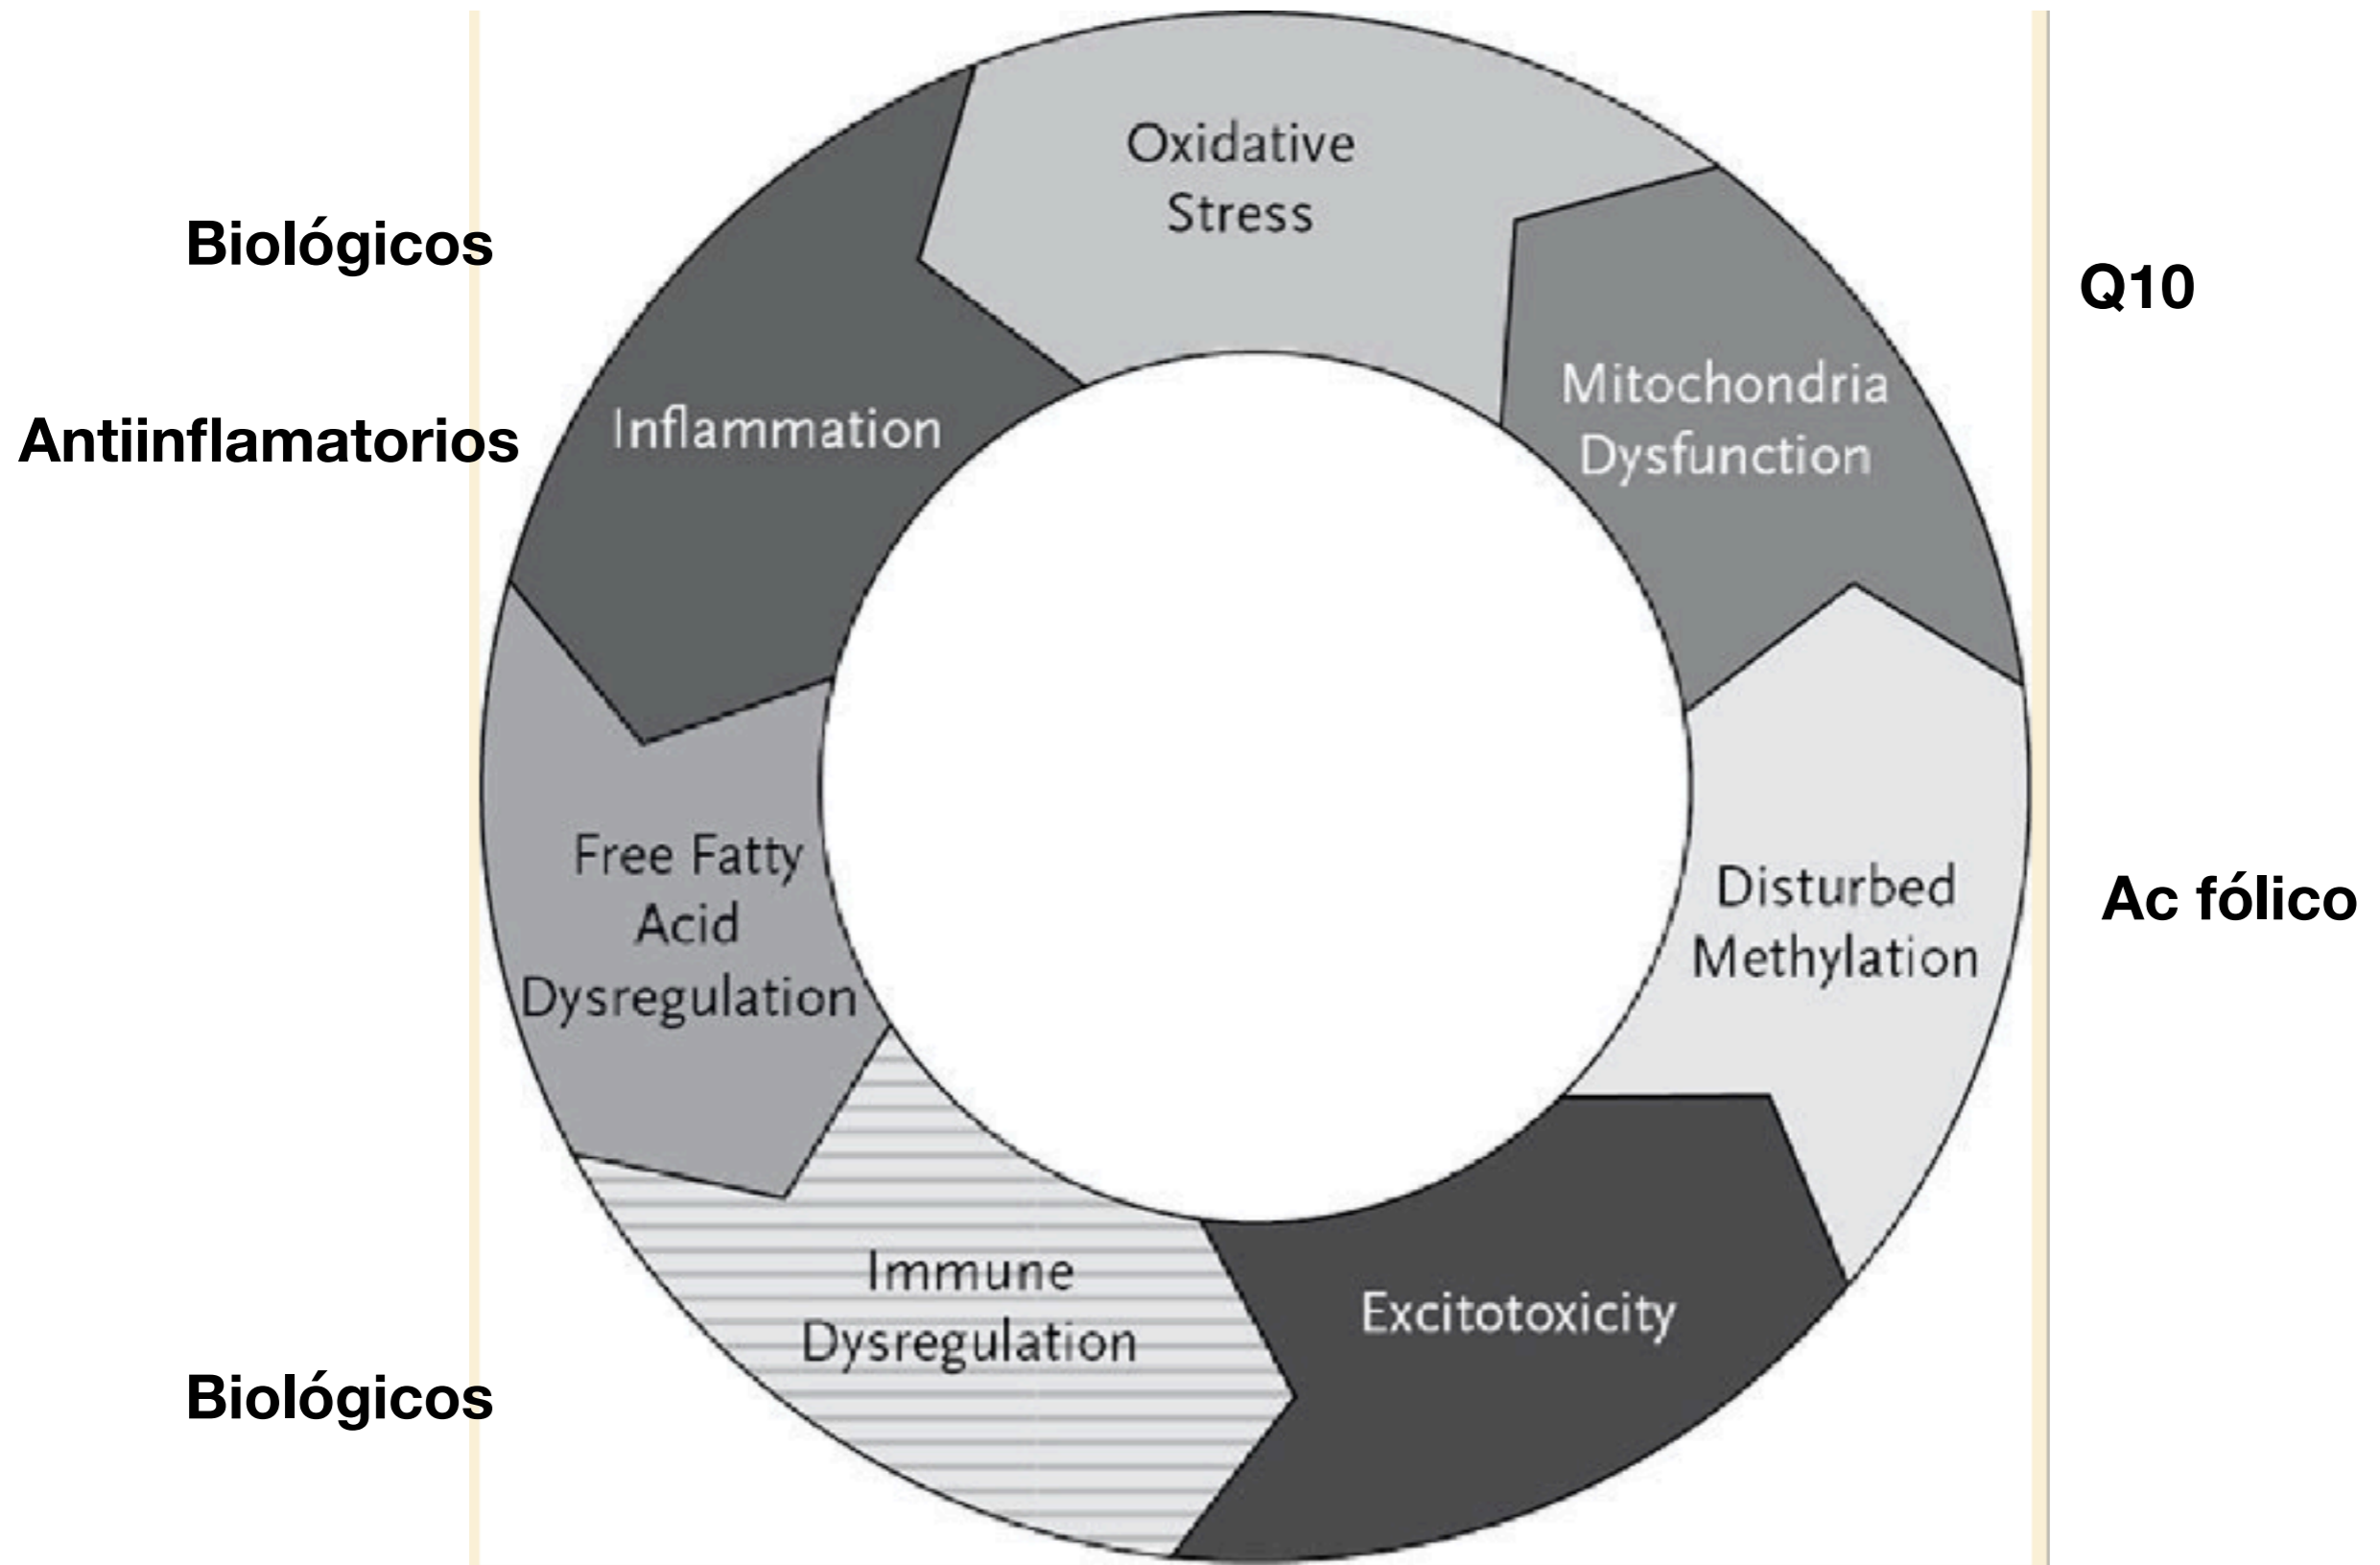 Oxidative
Stress
Biológicos
Q10
Mitochondria
Dysfunction
Antiinflamatorios
Inflammation
Free Fatty
Acid
Dysregulation
Disturbed
Methylation
Ac fólico
Immune
Dysregulation
Excitotoxicity
Biológicos